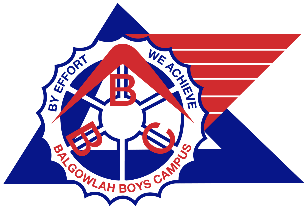 BY EFFORT
WE ACHIEVE
B
B C
BALGOWLAH BOYS CAMPUS